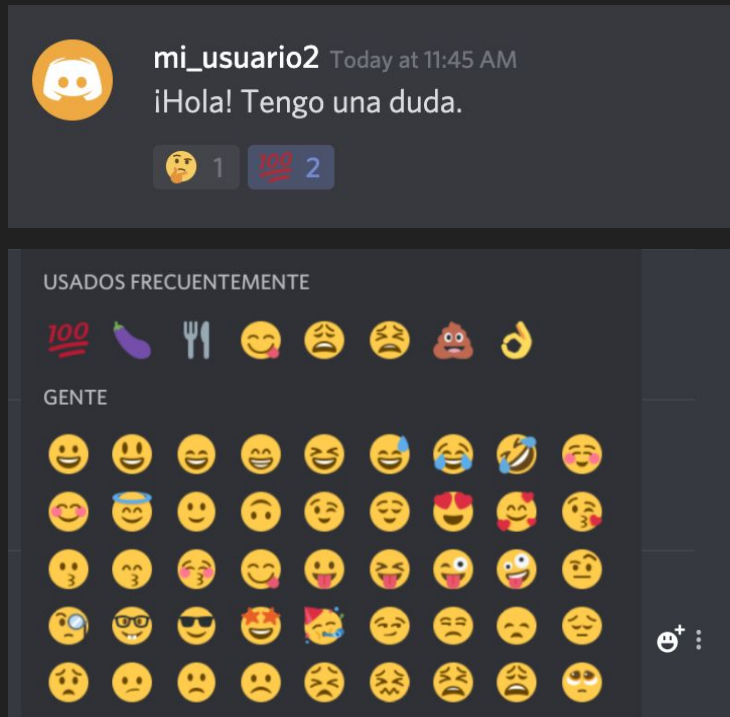 mi_usuario2 Today at 11:45 AM
¡Hola! Tengo una duda.
🤔 1 💯 2
USADOS FRECUENTEMENTE
GENTE